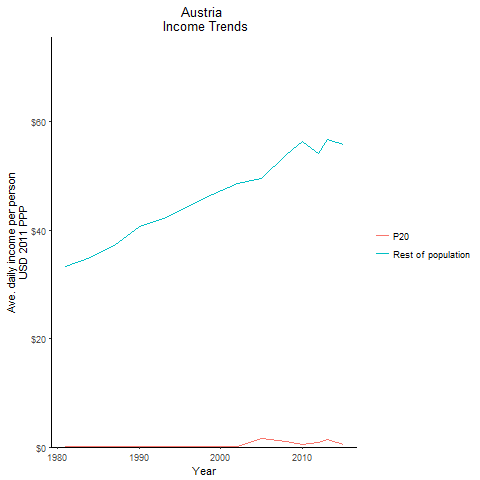 Austria
Income Trends
Ave. daily income per person
USD 2011 PPP
$60
$40
$20
$0
1980
1990
2000
2010
Year
P20
Rest of population